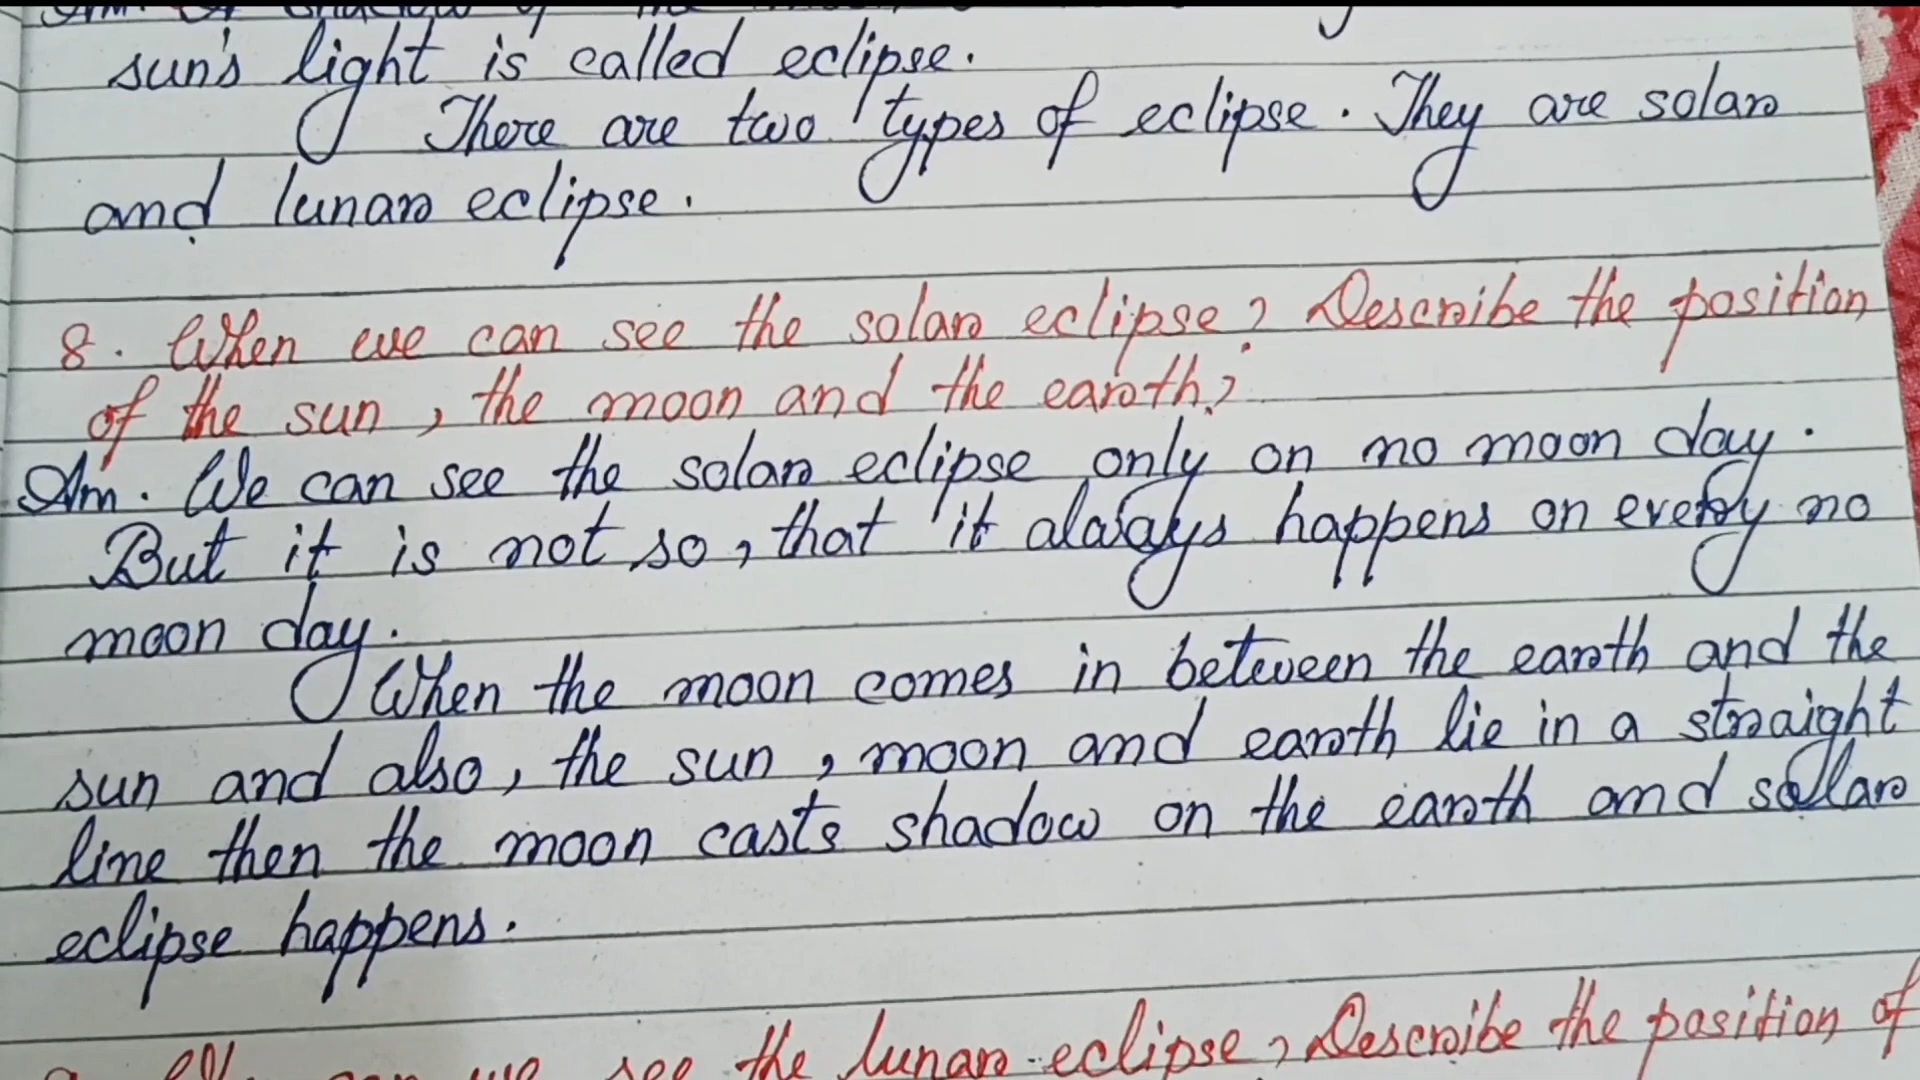 sun's light is called eclipse.
There are two types of eclipse. They are solar
and lunar eclipse.
8. When we can see the solar eclipse? Describe the position
of the sun, the moon and the earth?
An. We can see the solar eclipse only on no moon day.
But it is not so, that it always happens on every no
moon day.
When the moon comes in between the earth and the
sun and also, the sun, moon and earth lie in a straight
line then the moon casts shadow on the earth and solar
eclipse happens.
see the lunar eclipse, Describe the position of